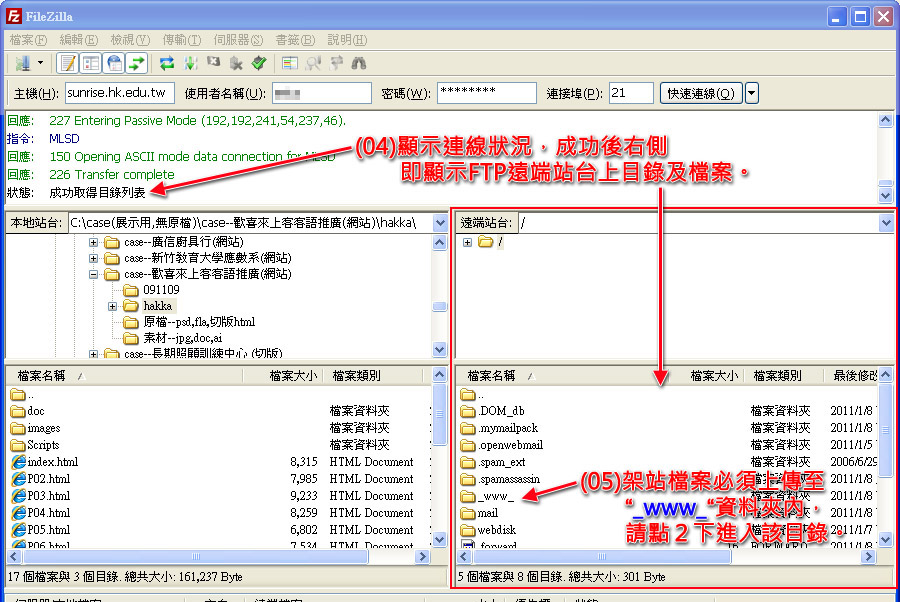 FileZilla
檔案(F) 編輯(E) 檢視(V) 傳輸(T) 伺服器(S) 書籤(B) 說明(H)
主機(H): sunrise.hk.edu.tw 使用者名稱(U): 密碼(W): ******** 連接埠(P): 21 快速連線(Q)
回應: 227 Entering Passive Mode (192,192,241,54,237,46).
指令: MLSD
回應: 150 Opening ASCII mode data connection for MLSD
回應: 226 Transfer complete
狀態: 成功取得目錄列表
(04)顯示連線狀況，成功後右側
即顯示FTP遠端站台上目錄及檔案。
本地站台: C:\case(展示用,無原檔)\case--歡喜來上客客語推廣(網站)\hakka\
case--廣信廚具行(網站)
case--新竹教育大學應數系(網站)
case--歡喜來上客客語推廣(網站)
091109
hakka
原檔--psd,fla,切版html
素材--jpg,doc,ai
case--長期照顧訓練中心 (切版)
遠端站台: /
/
檔案名稱 檔案大小 檔案類別
..
doc 檔案資料夾 2
images 檔案資料夾 2
Scripts 檔案資料夾 2
index.html 8,315 HTML Document 2
P02.html 7,985 HTML Document 2
P03.html 9,233 HTML Document 2
P04.html 8,259 HTML Document 2
P05.html 6,802 HTML Document 2
P06.html 7,534 HTML Document 2
17 個檔案與 3 個目錄. 總共大小: 161,237 Byte
檔案名稱 檔案大小 檔案類別 最後修改
..
.DOM_db 檔案資料夾 2011/1/8
.mymailpack 檔案資料夾 2011/1/8
.openwebmail 檔案資料夾 2011/1/5
.spam_ext 檔案資料夾 2006/6/29
.spamassassin 檔案資料夾
_www_
mail
webdisk 2011/1/7
.forward 16
(05)架站檔案必須上傳至
“_www_“資料夾內，
請點２下進入該目錄。
5 個檔案與 8 個目錄. 總共大小: 301 Byte